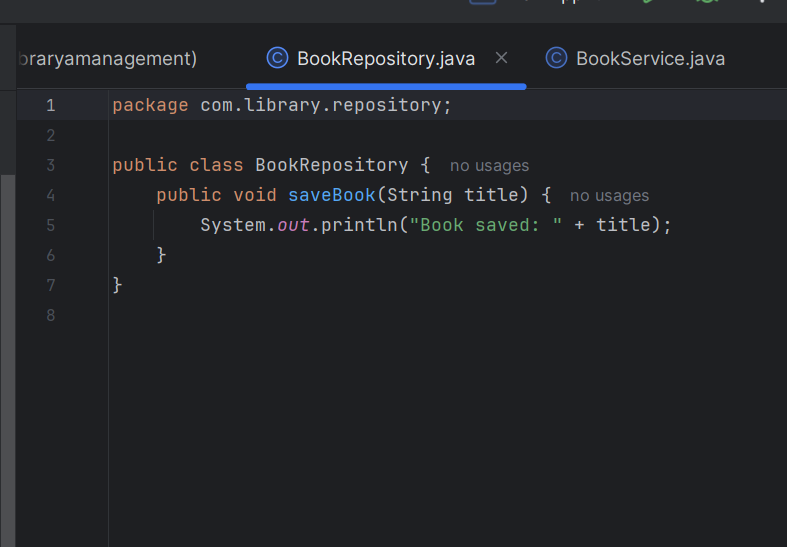 braryamanagement)
BookRepository.java
BookService.java
1 package com.library.repository;
2
3 public class BookRepository { no usages
4 public void saveBook(String title) { no usages
5 System.out.println("Book saved: " + title);
6 }
7 }
8